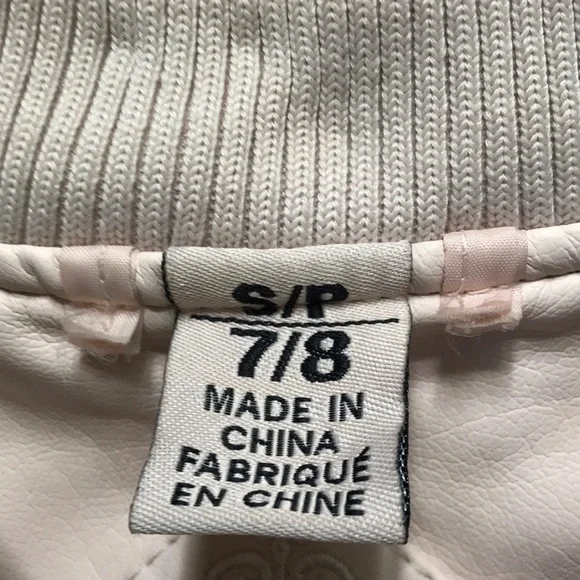 S/P
7/8
MADE IN
CHINA
FABRIQUÉ
EN CHINE